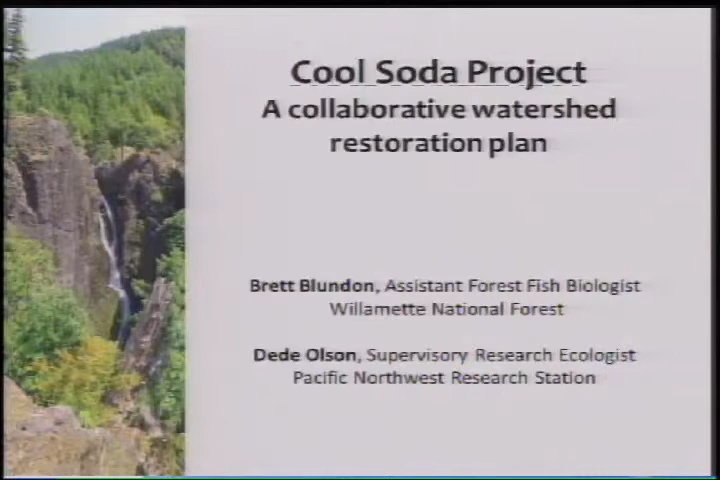 Cool Soda Project
A collaborative watershed
restoration plan
Brett Blundon, Assistant Forest Fish Biologist
Willamette National Forest
Dede Olson, Supervisory Research Ecologist
Pacific Northwest Research Station